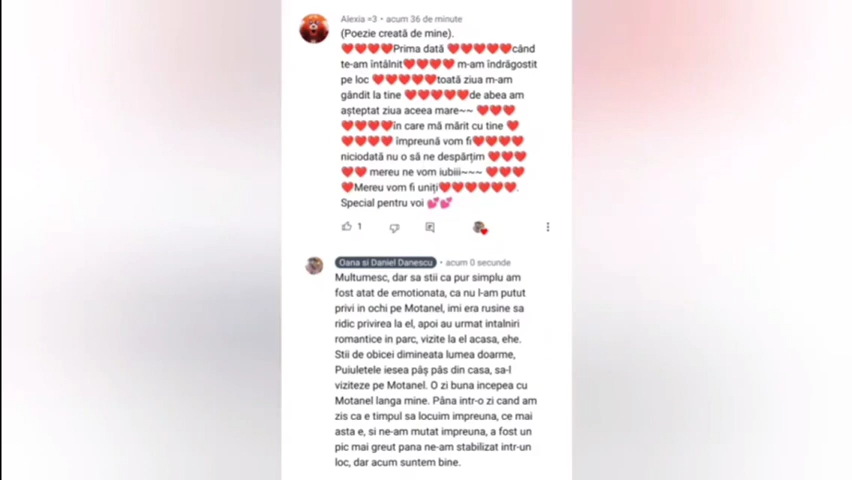 Alexia =3 • acum 36 de minute
(Poezie creată de mine).
❤️❤️❤️❤️Prima dată ❤️❤️❤️❤️❤️când
te-am întâlnit❤️❤️❤️❤️ m-am îndrăgostit
pe loc ❤️❤️❤️❤️❤️toată ziua m-am
gândit la tine ❤️❤️❤️❤️❤️de abea am
așteptat ziua aceea mare~~ ❤️❤️❤️
❤️❤️❤️❤️în care mă mărit cu tine ❤️
❤️❤️❤️❤️ împreună vom fi❤️❤️❤️❤️
niciodată nu o să ne despărțim ❤️❤️❤️
❤️❤️ mereu ne vom iubiii~~~ ❤️❤️❤️
❤️Mereu vom fi uniți❤️❤️❤️❤️❤️❤️.
Special pentru voi 💕💕
1
Oana si Daniel Danescu • acum 0 secunde
Multumesc, dar sa stii ca pur simplu am
fost atat de emotionata, ca nu l-am putut
privi in ochi pe Motanel, imi era rusine sa
ridic privirea la el, apoi au urmat intalniri
romantice in parc, vizite la el acasa, ehe.
Stii de obicei dimineata lumea doarme,
Puiuletele iesea pâș pâs din casa, sa-l
viziteze pe Motanel. O zi buna incepea cu
Motanel langa mine. Pâna intr-o zi cand am
zis ca e timpul sa locuim impreuna, ce mai
asta e, si ne-am mutat impreuna, a fost un
pic mai greut pana ne-am stabilizat intr-un
loc, dar acum suntem bine.